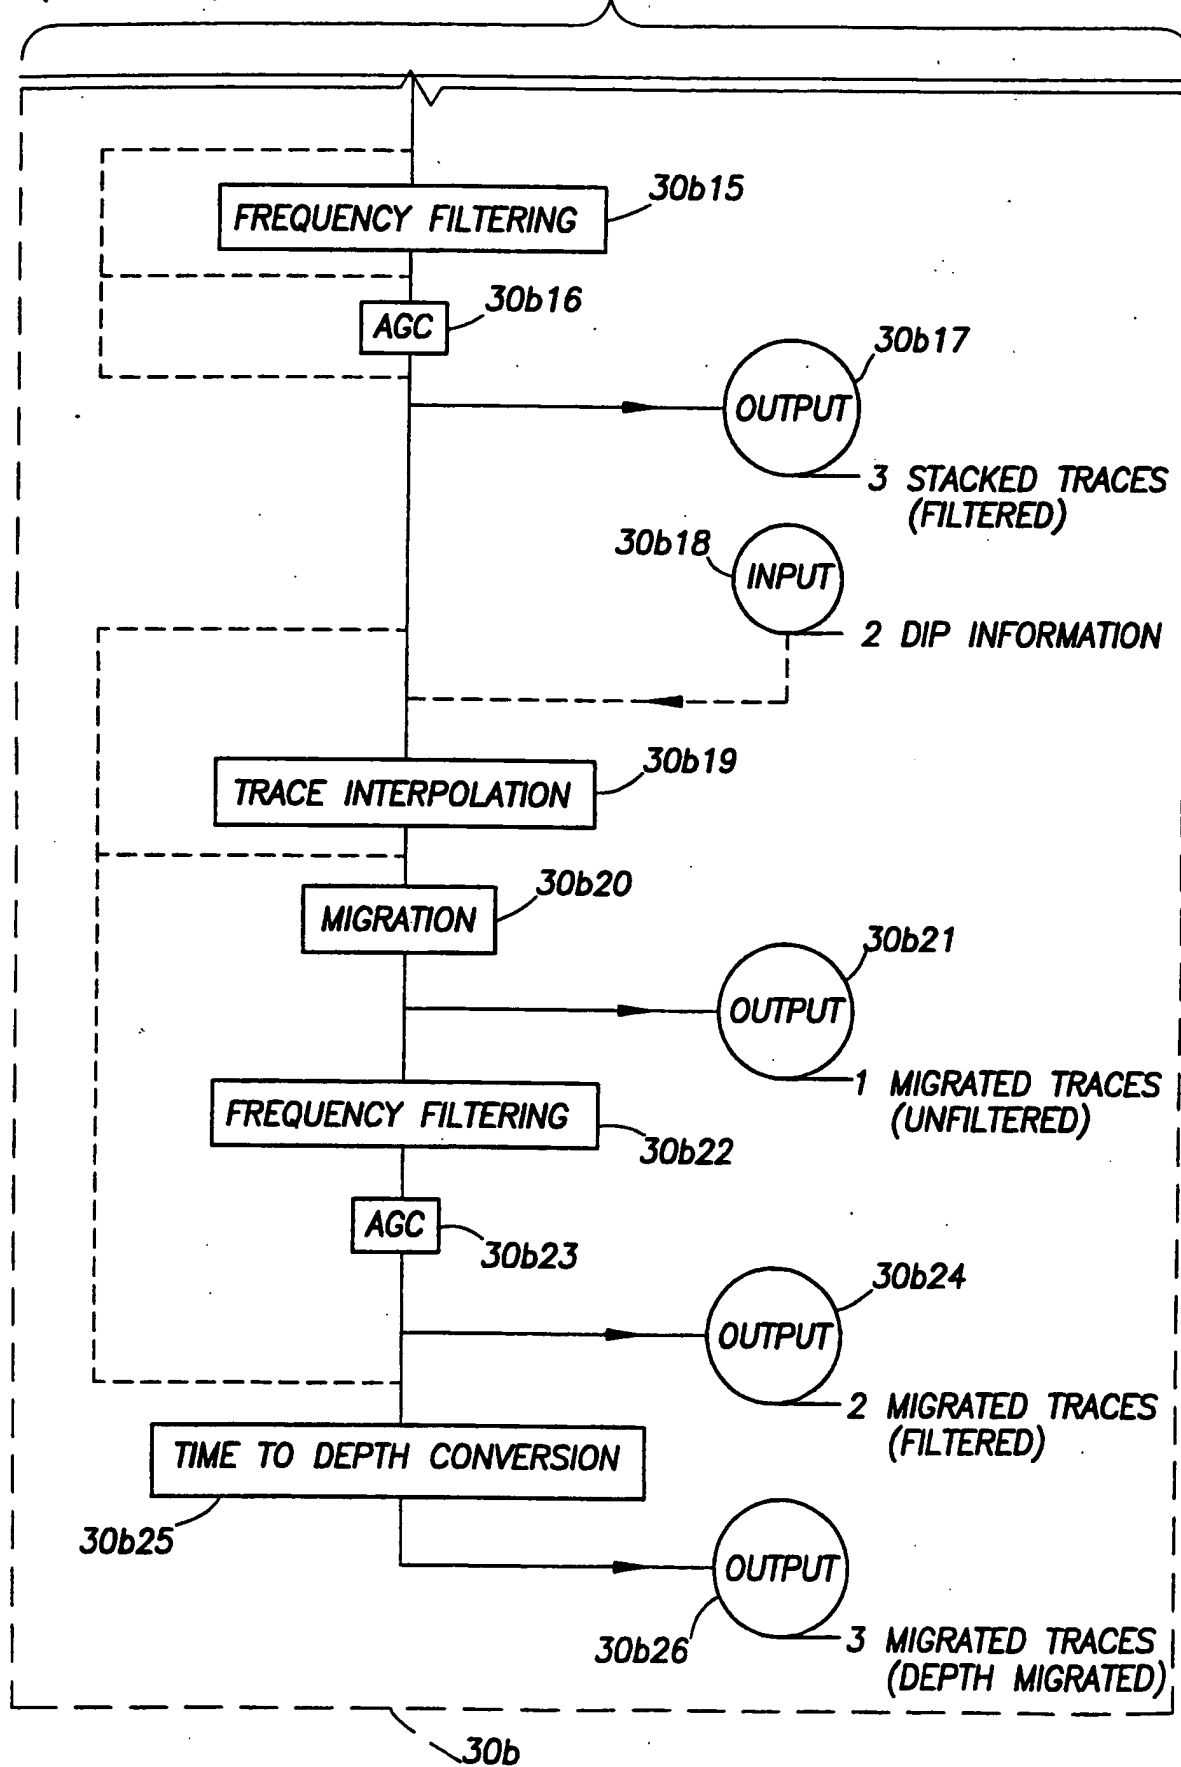 30b15
FREQUENCY FILTERING
30b16
AGC
30b17
OUTPUT
3 STACKED TRACES
(FILTERED)
30b18
INPUT
2 DIP INFORMATION
30b19
TRACE INTERPOLATION
30b20
MIGRATION
30b21
OUTPUT
1 MIGRATED TRACES
(UNFILTERED)
FREQUENCY FILTERING
30b22
AGC
30b23
30b24
OUTPUT
2 MIGRATED TRACES
(FILTERED)
TIME TO DEPTH CONVERSION
30b25
OUTPUT
30b26
3 MIGRATED TRACES
(DEPTH MIGRATED)
30b